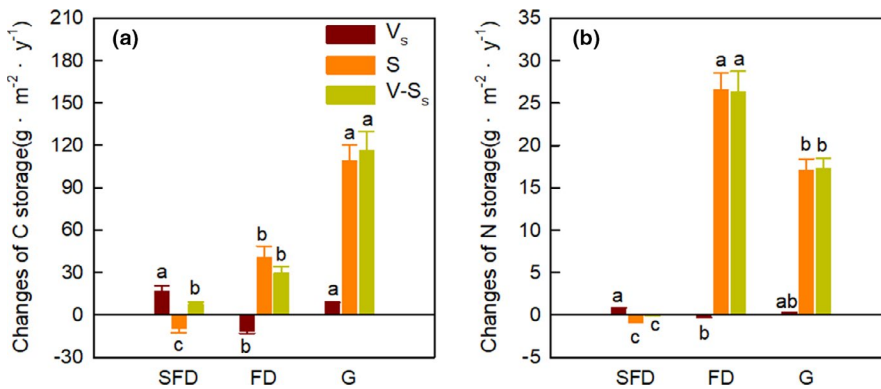 (a)
Changes of C storage(g · m⁻² · y⁻¹)
210
180
150
120
90
60
30
0
-30
Vₛ
S
V-Sₛ
a
c
b
b
b
b
a
a
a
SFD FD G
(b)
Changes of N storage(g · m⁻² · y⁻¹)
35
30
25
20
15
10
5
0
-5
a
c
c
b
a
a
ab
b
b
SFD FD G